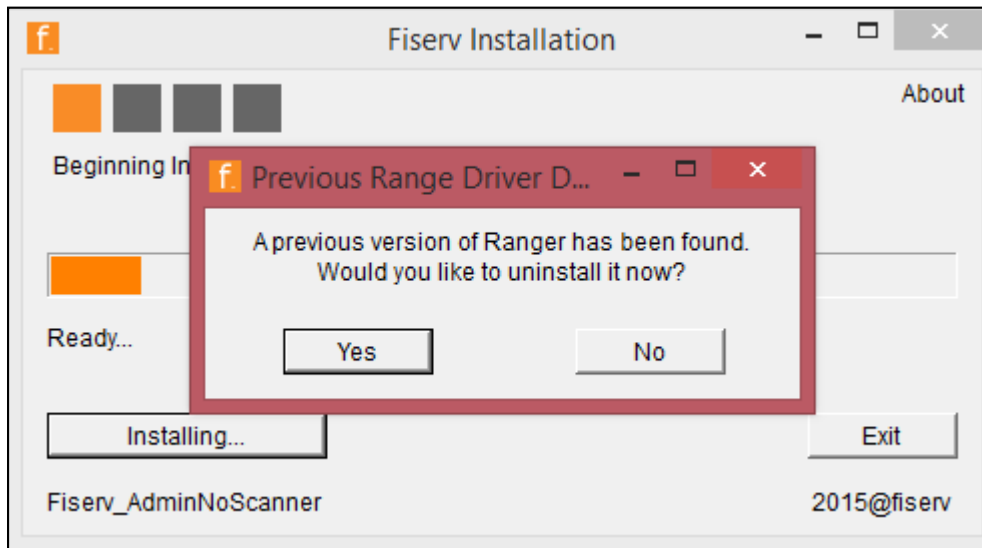 f.
Fiserv Installation
About
Beginning In
f.
Previous Range Driver D...
A previous version of Ranger has been found.
Would you like to uninstall it now?
Yes
No
Ready...
Installing...
Exit
Fiserv_AdminNoScanner
2015@fiserv